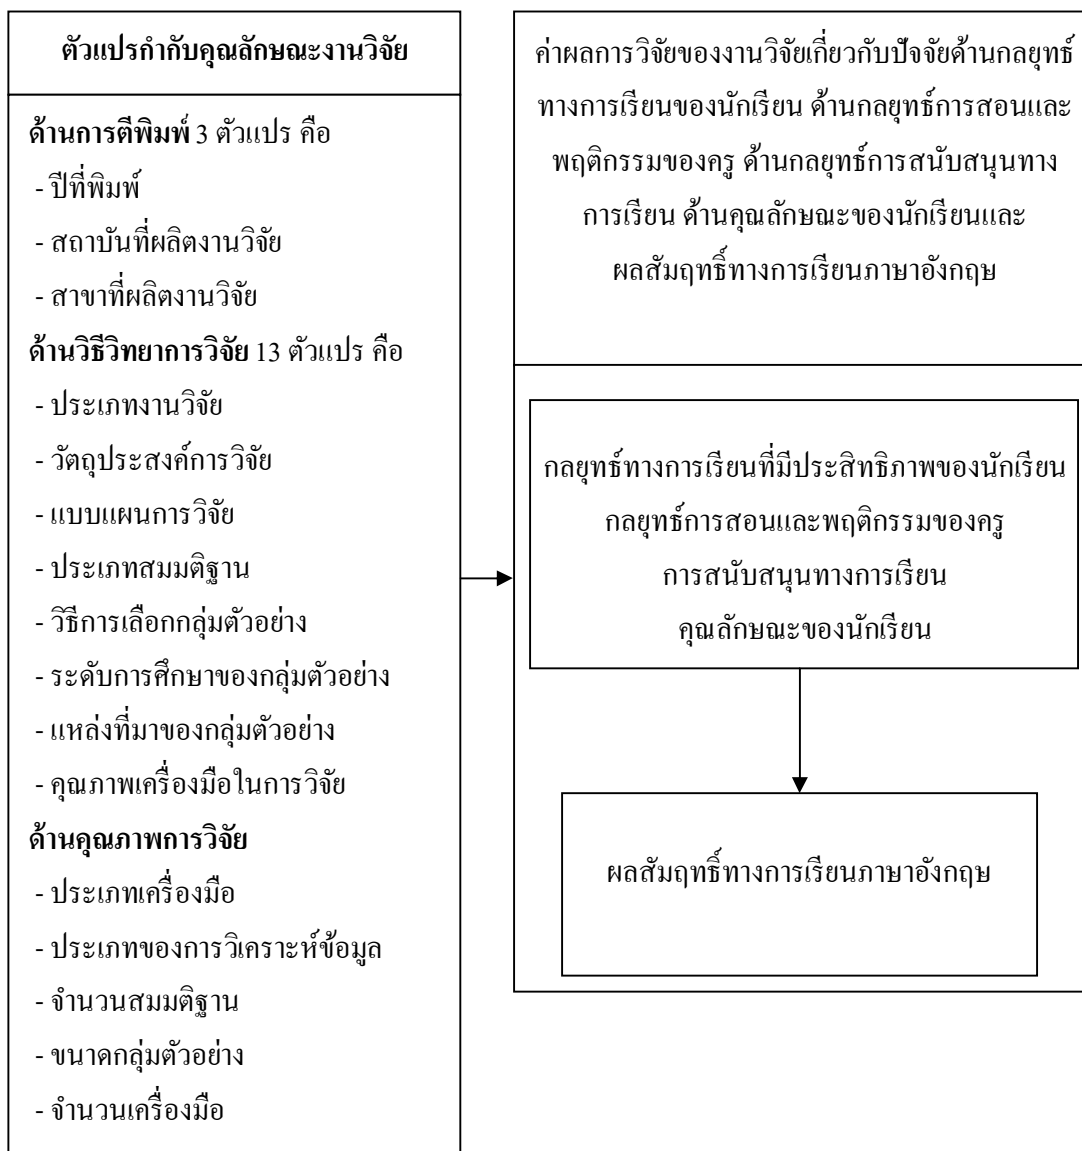 ตัวแปรกำกับคุณลักษณะงานวิจัย
ด้านการตีพิมพ์ 3 ตัวแปร คือ
- ปีที่พิมพ์
- สถาบันที่ผลิตงานวิจัย
- สาขาที่ผลิตงานวิจัย
ด้านวิธีวิทยาการวิจัย 13 ตัวแปร คือ
- ประเภทงานวิจัย
- วัตถุประสงค์การวิจัย
- แบบแผนการวิจัย
- ประเภทสมมติฐาน
- วิธีการเลือกกลุ่มตัวอย่าง
- ระดับการศึกษาของกลุ่มตัวอย่าง
- แหล่งที่มาของกลุ่มตัวอย่าง
- คุณภาพเครื่องมือในการวิจัย
ด้านคุณภาพการวิจัย
- ประเภทเครื่องมือ
- ประเภทของการวิเคราะห์ข้อมูล
- จำนวนสมมติฐาน
- ขนาดกลุ่มตัวอย่าง
- จำนวนเครื่องมือ
ค่าผลการวิจัยของงานวิจัยเกี่ยวกับปัจจัยด้านกลยุทธ์
ทางการเรียนของนักเรียน ด้านกลยุทธ์การสอนและ
พฤติกรรมของครู ด้านกลยุทธ์การสนับสนุนทาง
การเรียน ด้านคุณลักษณะของนักเรียนและ
ผลสัมฤทธิ์ทางการเรียนภาษาอังกฤษ
กลยุทธ์ทางการเรียนที่มีประสิทธิภาพของนักเรียน
กลยุทธ์การสอนและพฤติกรรมของครู
การสนับสนุนทางการเรียน
คุณลักษณะของนักเรียน
ผลสัมฤทธิ์ทางการเรียนภาษาอังกฤษ